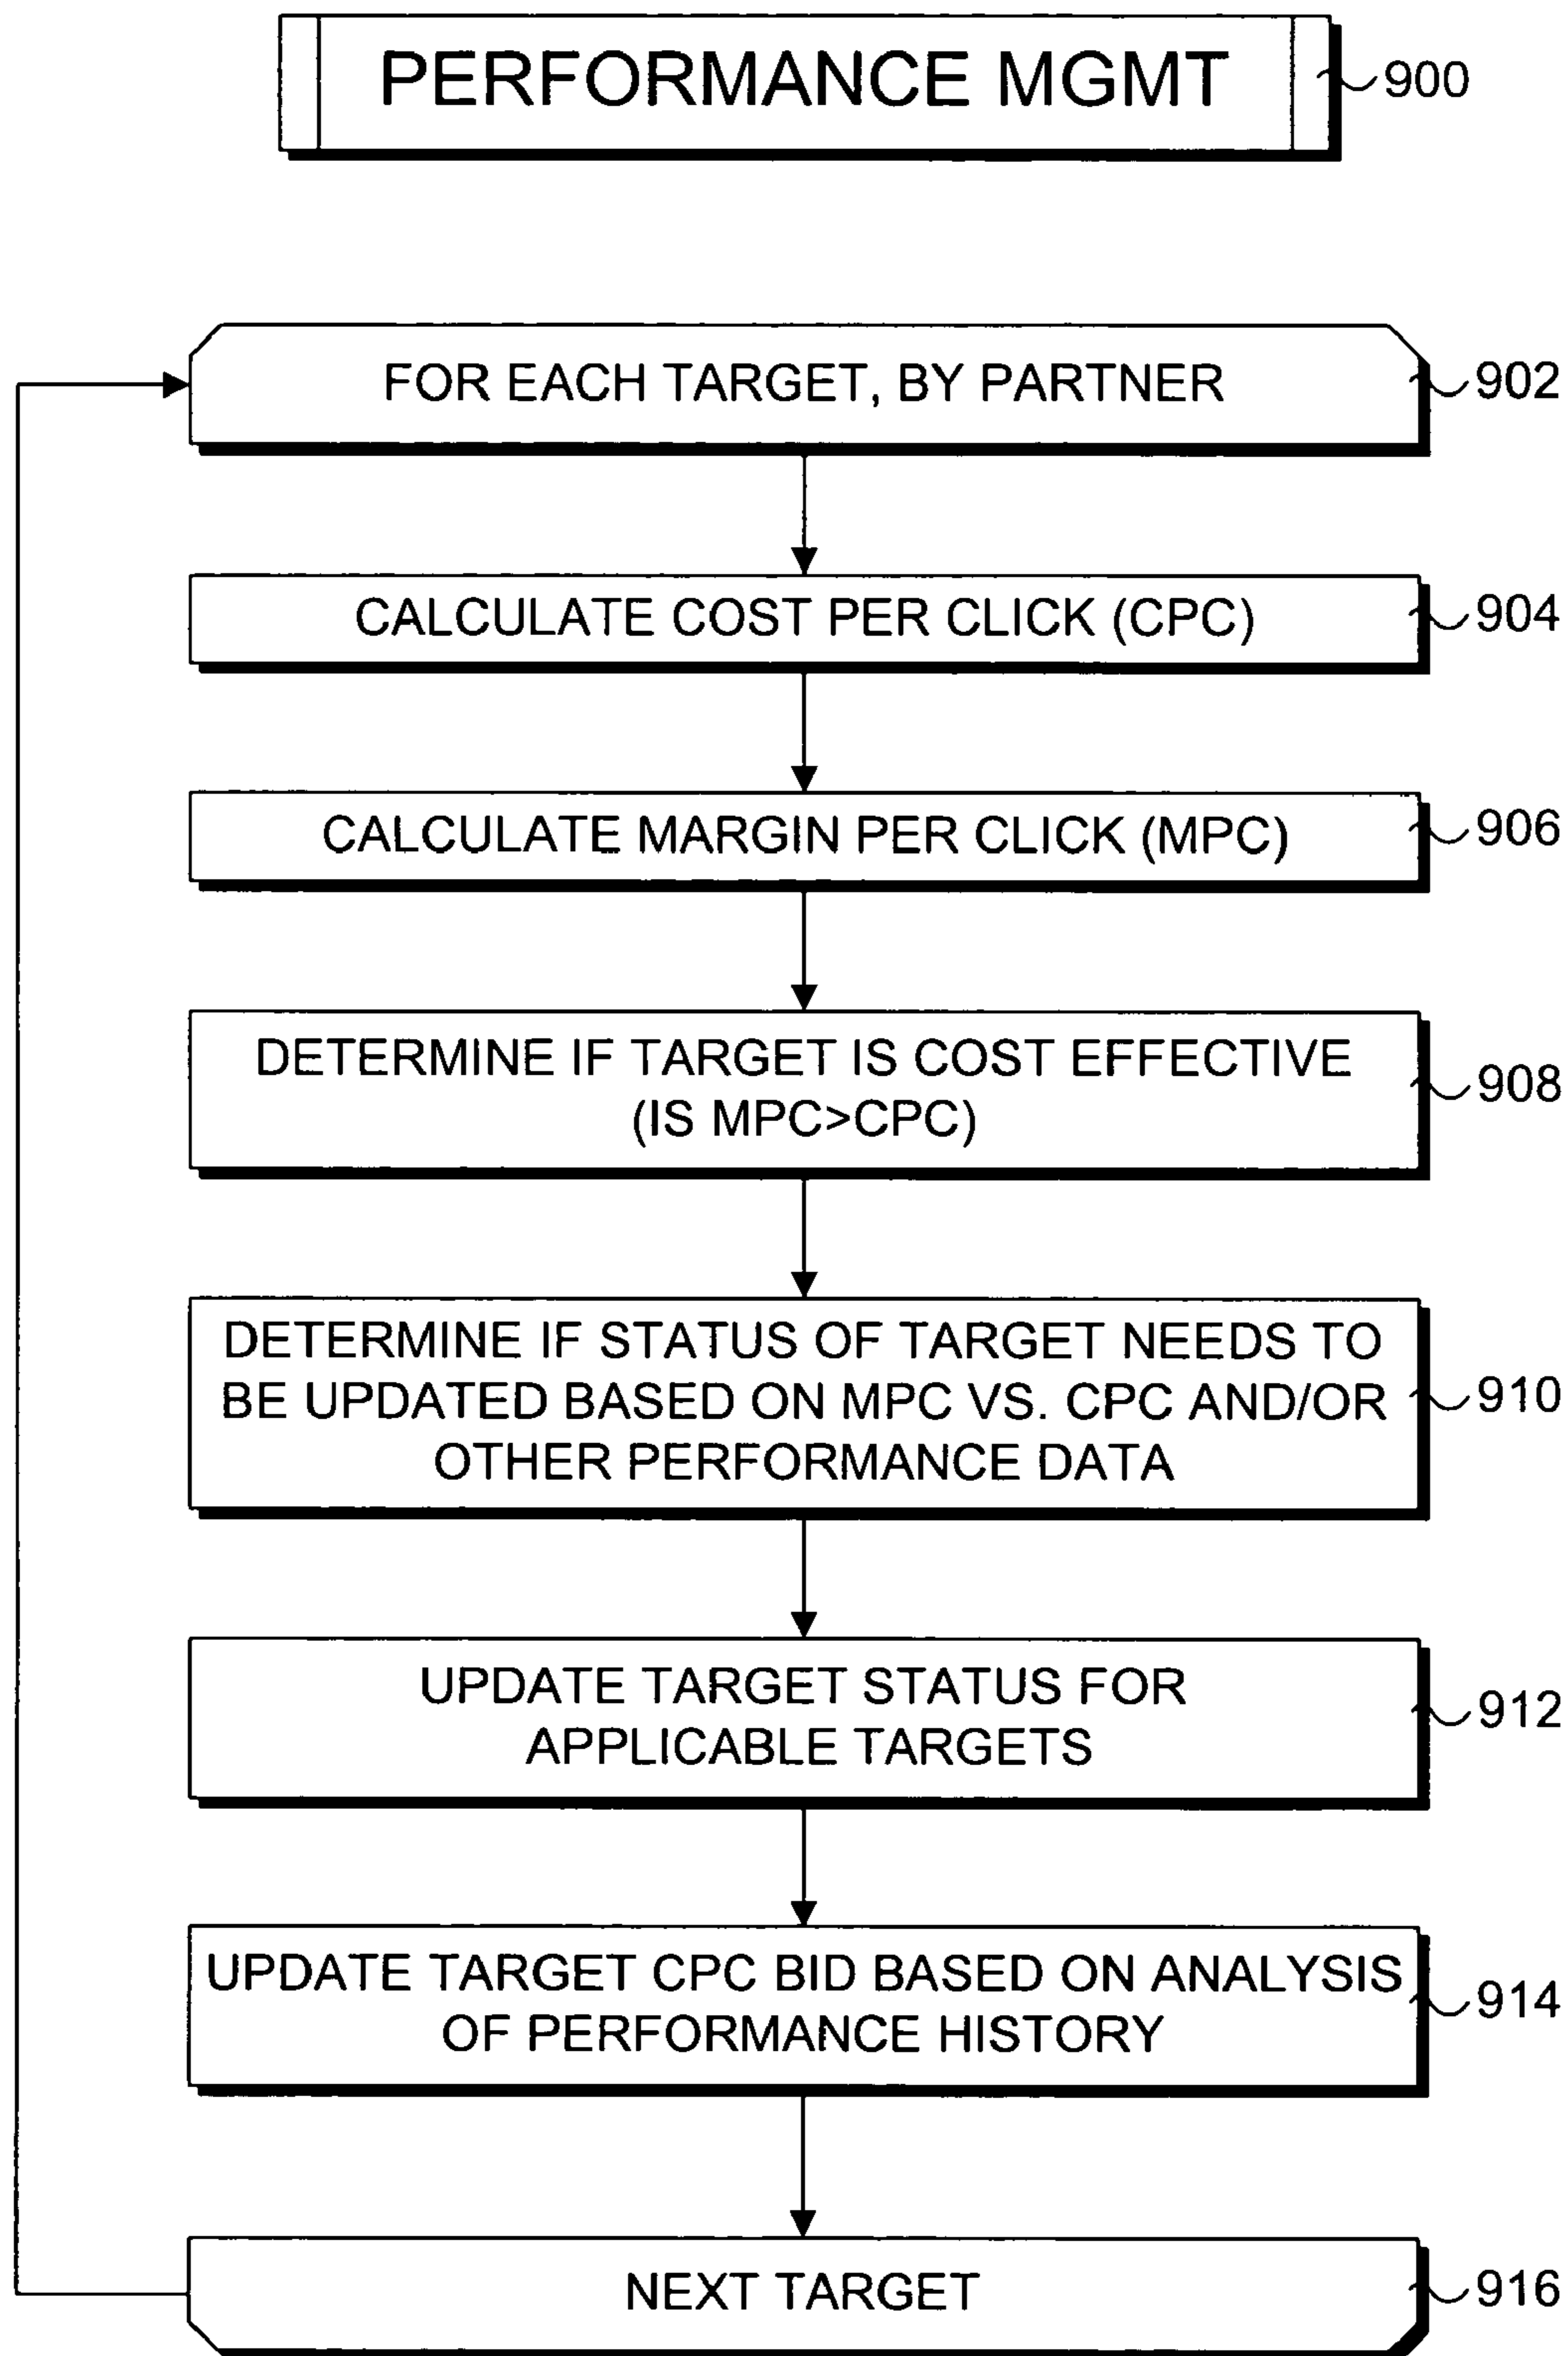 PERFORMANCE MGMT
900
FOR EACH TARGET, BY PARTNER
902
CALCULATE COST PER CLICK (CPC)
904
CALCULATE MARGIN PER CLICK (MPC)
906
DETERMINE IF TARGET IS COST EFFECTIVE
(IS MPC>CPC)
908
DETERMINE IF STATUS OF TARGET NEEDS TO
BE UPDATED BASED ON MPC VS. CPC AND/OR
OTHER PERFORMANCE DATA
910
UPDATE TARGET STATUS FOR
APPLICABLE TARGETS
912
UPDATE TARGET CPC BID BASED ON ANALYSIS
OF PERFORMANCE HISTORY
914
NEXT TARGET
916